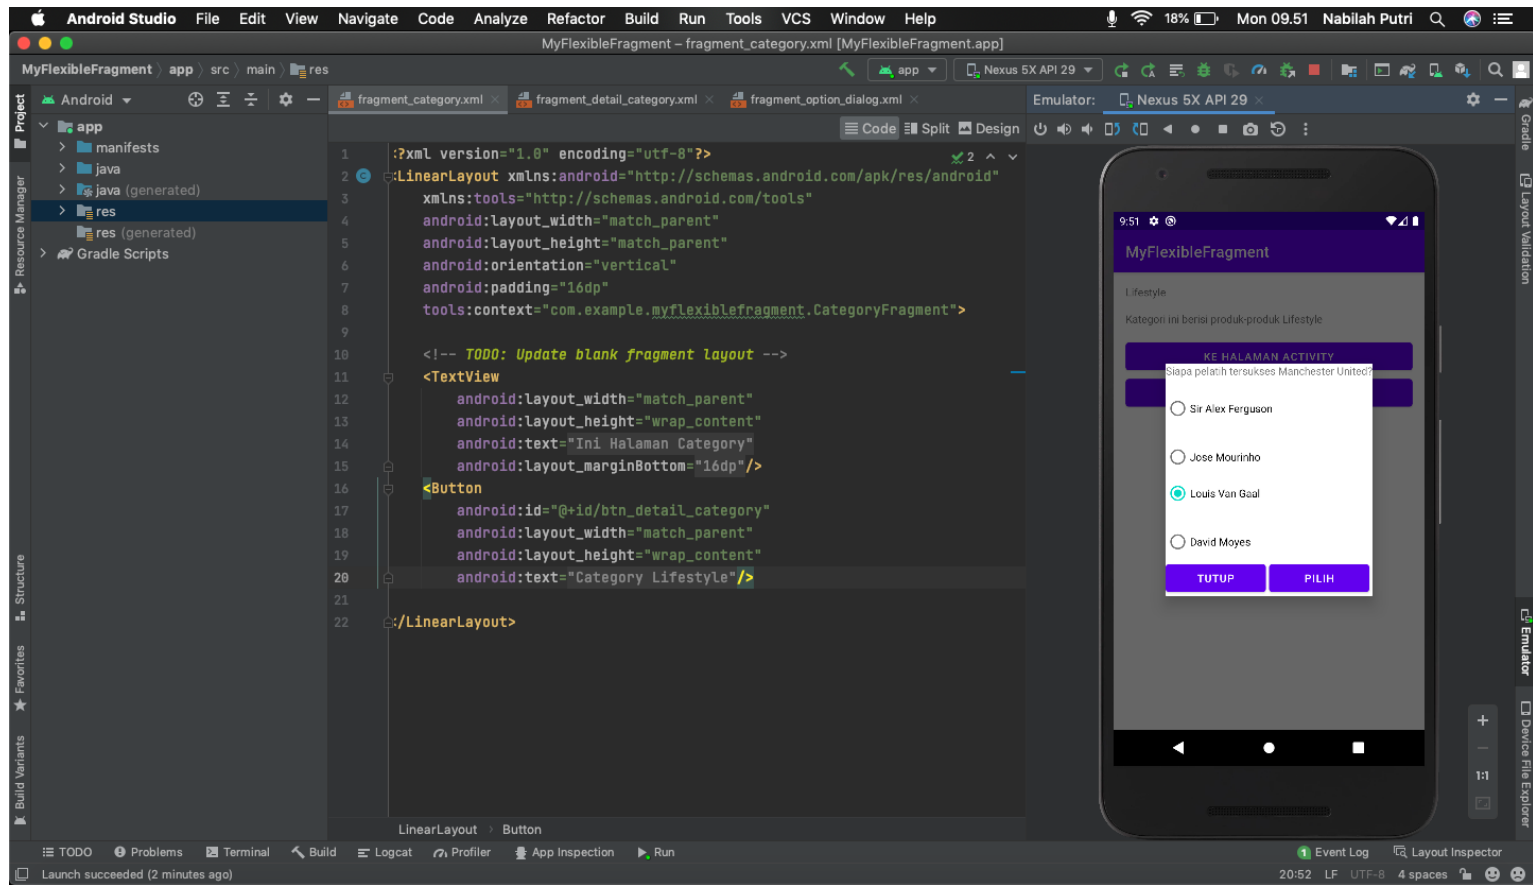 Android Studio File Edit View Navigate Code Analyze Refactor Build Run Tools VCS Window Help 18% Mon 09.51 Nabilah Putri
MyFlexibleFragment – fragment_category.xml [MyFlexibleFragment.app]
MyFlexibleFragment app src main res app Nexus 5X API 29
Android fragment_category.xml fragment_detail_category.xml fragment_option_dialog.xml Emulator: Nexus 5X API 29
Code Split Design
Project
Resource Manager
Structure
Favorites
Build Variants
app
manifests
java
java (generated)
res
res (generated)
Gradle Scripts
2
1 :?xml version="1.0" encoding="utf-8"?>
2 :LinearLayout xmlns:android="http://schemas.android.com/apk/res/android"
3 xmlns:tools="http://schemas.android.com/tools"
4 android:layout_width="match_parent"
5 android:layout_height="match_parent"
6 android:orientation="vertical"
7 android:padding="16dp"
8 tools:context="com.example.myflexiblefragment.CategoryFragment">
9
10 <!-- TODO: Update blank fragment layout -->
11 <TextView
12 android:layout_width="match_parent"
13 android:layout_height="wrap_content"
14 android:text="Ini Halaman Category"
15 android:layout_marginBottom="16dp"/>
16 <Button
17 android:id="@+id/btn_detail_category"
18 android:layout_width="match_parent"
19 android:layout_height="wrap_content"
20 android:text="Category Lifestyle"/>
21
22 :/LinearLayout>
9:51
MyFlexibleFragment
Lifestyle
Kategori ini berisi produk-produk Lifestyle
KE HALAMAN ACTIVITY
Siapa pelatih tersukses Manchester United?
Sir Alex Ferguson
Jose Mourinho
Louis Van Gaal
David Moyes
TUTUP PILIH
1:1
Gradle
Layout Validation
Emulator
Device File Explorer
LinearLayout Button
TODO Problems Terminal Build Logcat Profiler App Inspection Run 1 Event Log Layout Inspector
Launch succeeded (2 minutes ago) 20:52 LF UTF-8 4 spaces